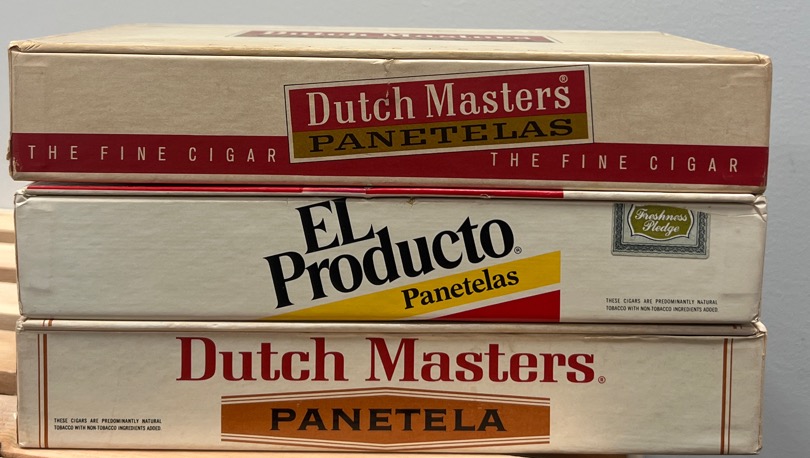 Dutch Masters
Dutch Masters®
PANETELAS
THE FINE CIGAR
THE FINE CIGAR
EL
Producto®
Panetelas
Freshness
Pledge
THESE CIGARS ARE PREDOMINANTLY NATURAL
TOBACCO WITH NON TOBACCO INGREDIENTS ADDED.
Dutch Masters®
PANETELA
THESE CIGARS ARE PREDOMINANTLY NATURAL
TOBACCO WITH NON TOBACCO INGREDIENTS ADDED.